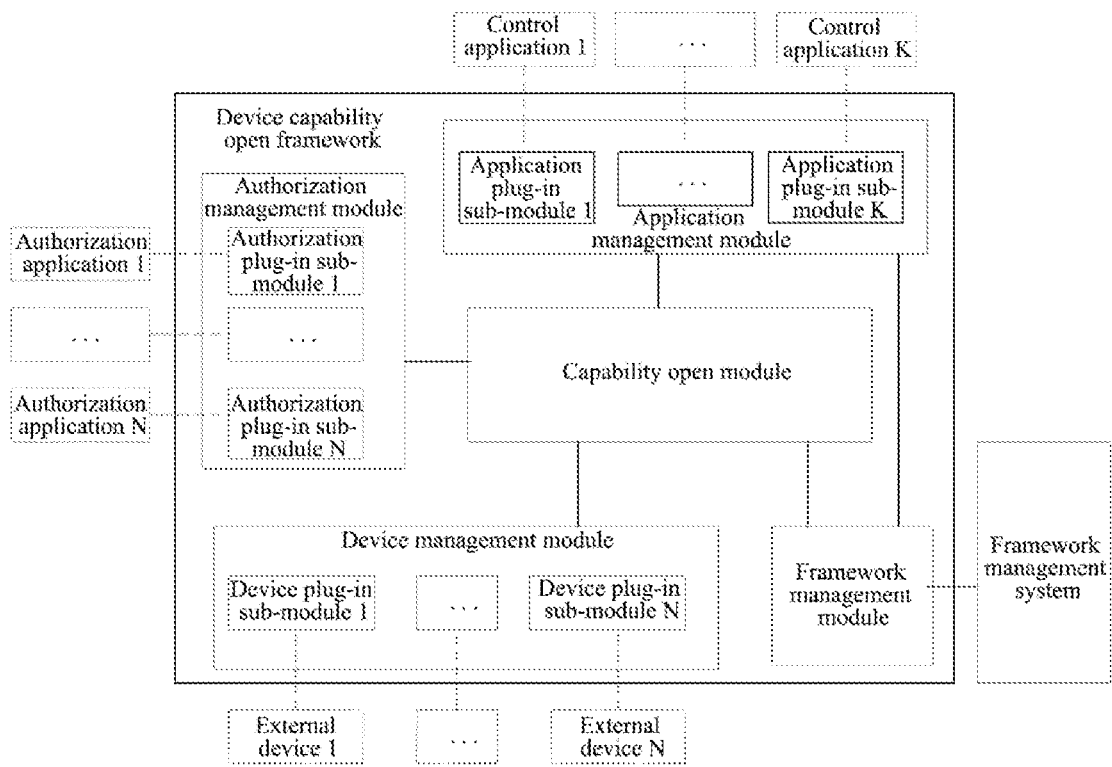 Control
application 1
. . .
Control
application K
Device capability
open framework
Authorization
management module
Application
plug-in
sub-module 1
. . .
Application
plug-in sub-
module K
Application
management module
Authorization
application 1
Authorization
plug-in sub-
module 1
. . .
. . .
Authorization
application N
Authorization
plug-in sub-
module N
Capability open module
Device management module
Device plug-in
sub-module 1
. . .
Device plug-in
sub-module N
Framework
management
module
Framework
management
system
External
device 1
. . .
External
device N